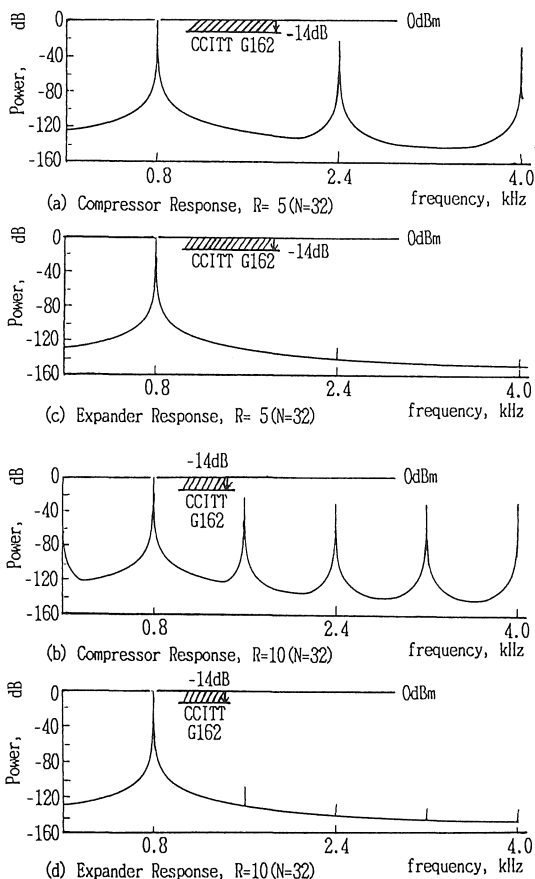 dB
Power,
0
-40
-80
-120
-160
0dBm
-14dB
CCITT G162
0.8
2.4
4.0
(a) Compressor Response, R= 5(N=32)
frequency, kHz
dB
Power,
0
-40
-80
-120
-160
0dBm
-14dB
CCITT G162
0.8
2.4
4.0
(c) Expander Response, R= 5(N=32)
frequency, kHz
dB
Power,
0
-40
-80
-120
-160
-14dB
0dBm
CCITT
G162
0.8
2.4
4.0
(b) Compressor Response, R=10(N=32)
frequency, kHz
dB
Power,
0
-40
-80
-120
-160
-14dB
0dBm
CCITT
G162
0.8
2.4
4.0
(d) Expander Response, R=10(N=32)
frequency, kHz